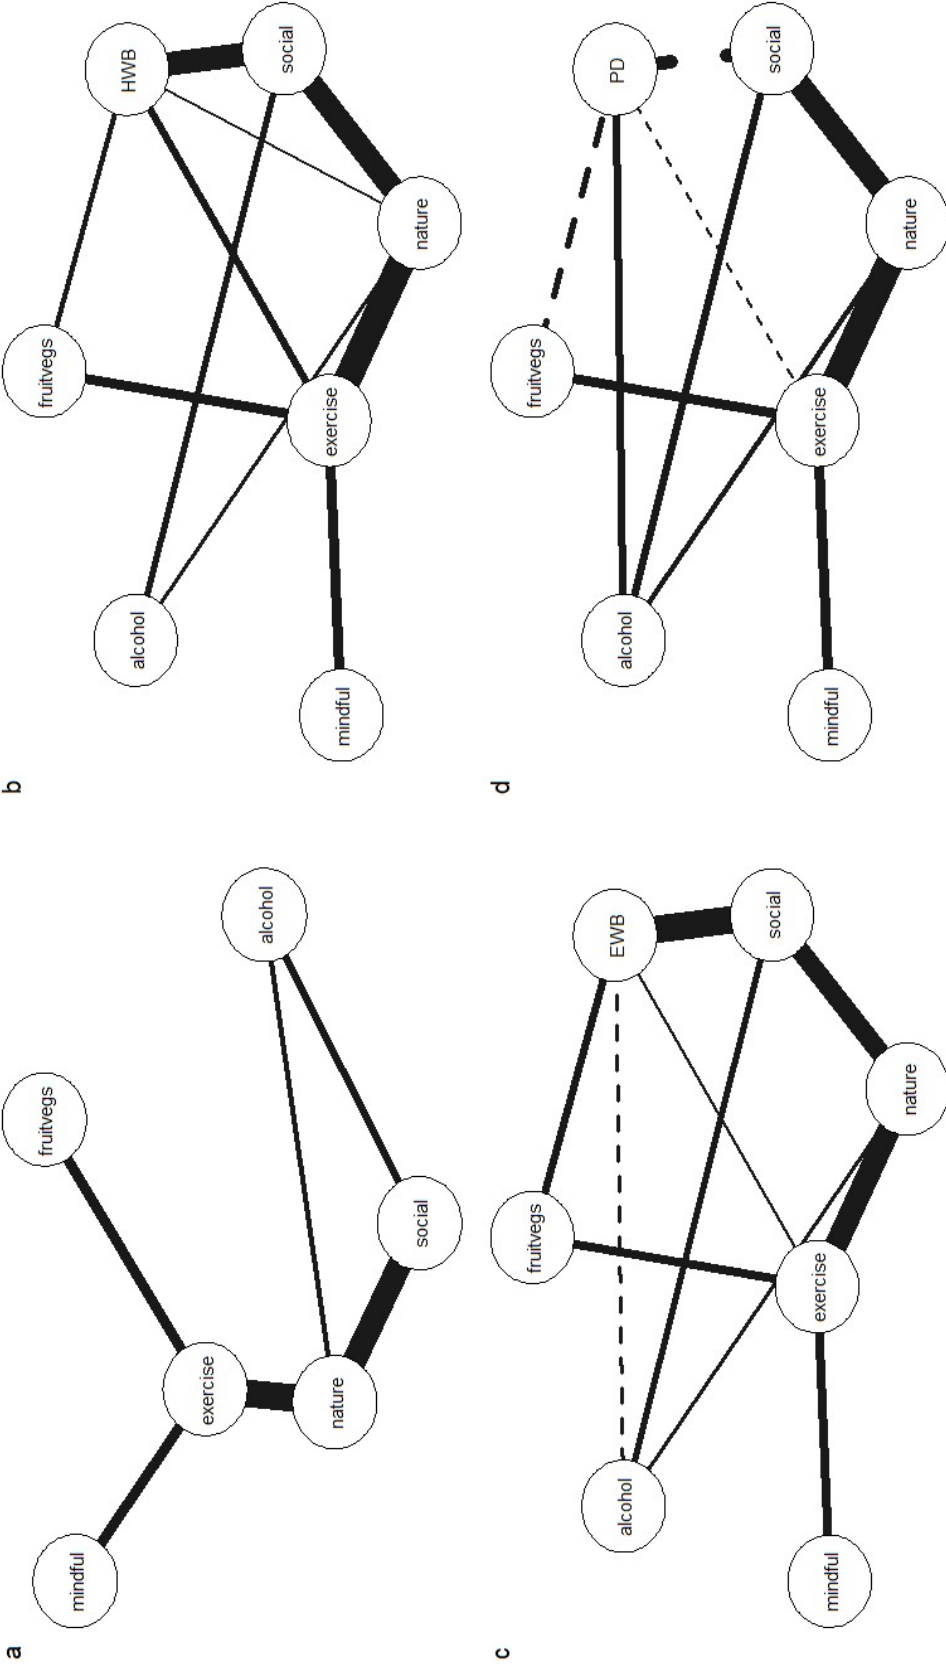 a
mindful
fruitvegs
exercise
nature
alcohol
social
b
HWB
social
fruitvegs
nature
exercise
alcohol
mindful
c
EWB
social
fruitvegs
nature
exercise
alcohol
mindful
d
PD
social
fruitvegs
nature
exercise
alcohol
mindful